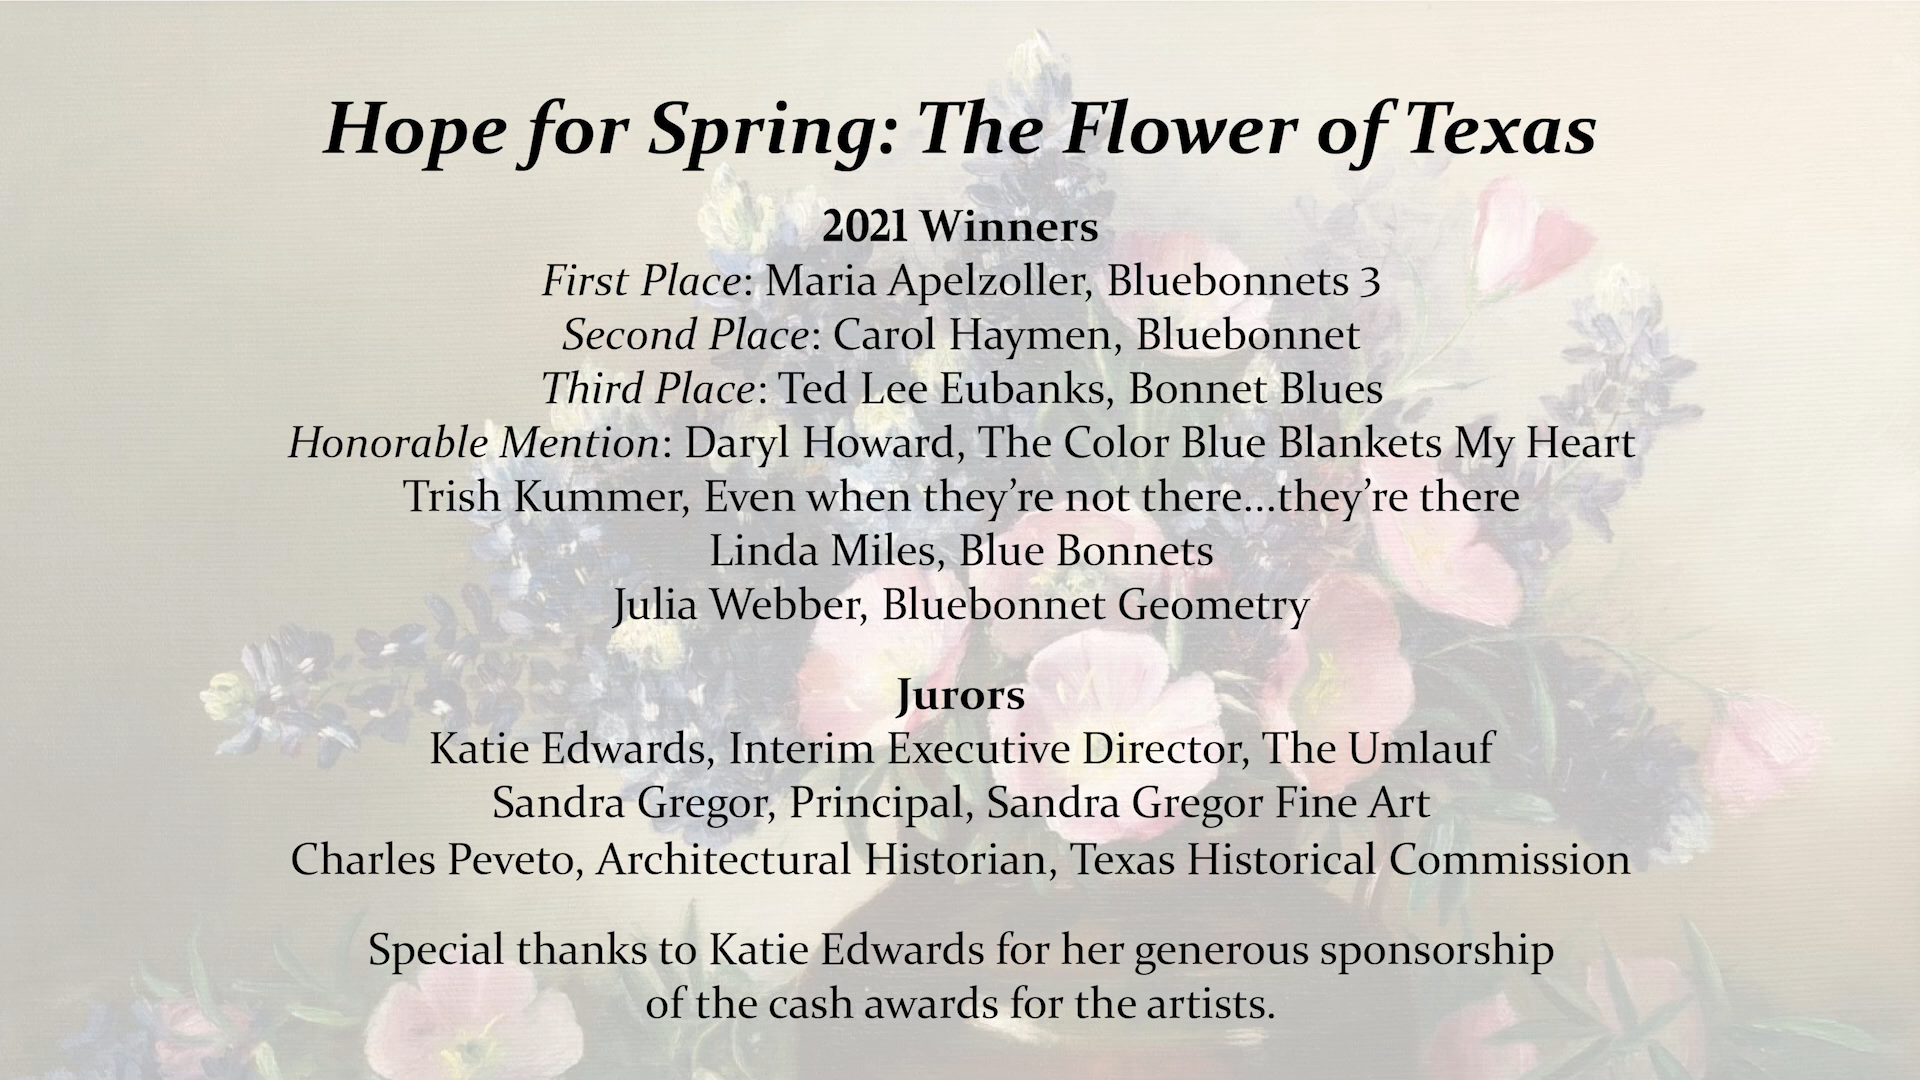 Hope for Spring: The Flower of Texas
2021 Winners
First Place: Maria Apelzoller, Bluebonnets 3
Second Place: Carol Haymen, Bluebonnet
Third Place: Ted Lee Eubanks, Bonnet Blues
Honorable Mention: Daryl Howard, The Color Blue Blankets My Heart
Trish Kummer, Even when they’re not there...they’re there
Linda Miles, Blue Bonnets
Julia Webber, Bluebonnet Geometry
Jurors
Katie Edwards, Interim Executive Director, The Umlauf
Sandra Gregor, Principal, Sandra Gregor Fine Art
Charles Peveto, Architectural Historian, Texas Historical Commission
Special thanks to Katie Edwards for her generous sponsorship
of the cash awards for the artists.